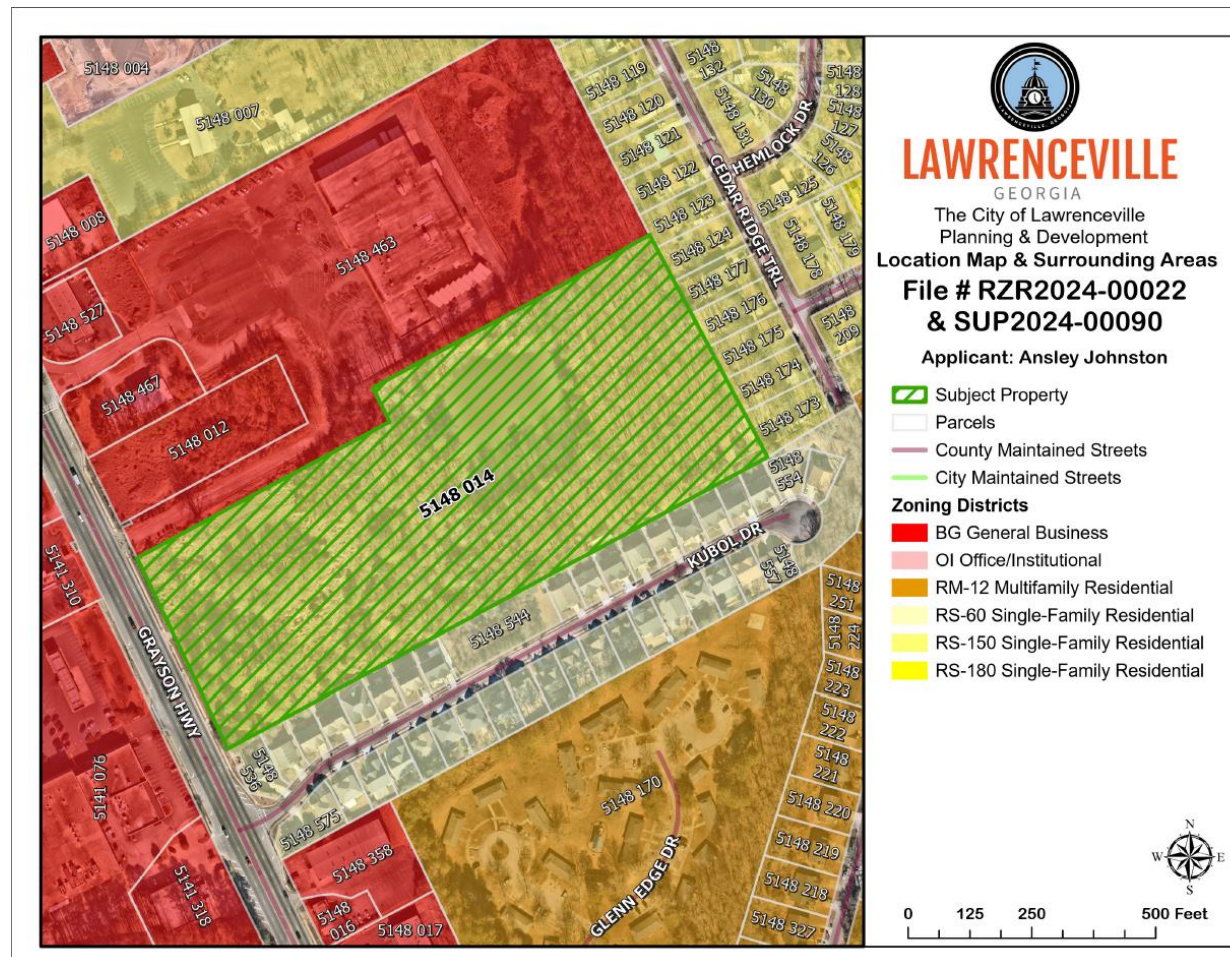 5148 004
5148 007
5148 008
5148 463
5148 527
5148 467
5148 012
5148 014
5148 119
5148 120
5148 121
5148 122
5148 123
5148 124
5148 177
5148 176
5148 175
5148 174
5148 173
5148
132
5148
130
5148 131
HEMLOCK DR
5148
128
5148
127
5148
126
5148 125
5148 179
5148 178
5148
209
CEDAR RIDGE TRL
5148
554
KUBOL DR
5148
557
5148 544
5148
536
5148 575
GRAYSON HWY
5141 310
5141 076
5141 318
5148 358
5148
016
5148 017
5148 170
GLENN EDGE DR
5148
251
5148
224
5148
223
5148
222
5148
221
5148 220
5148 219
5148 218
5148 327
LAWRENCEVILLE
GEORGIA
The City of Lawrenceville
Planning & Development
Location Map & Surrounding Areas
File # RZR2024-00022
& SUP2024-00090
Applicant: Ansley Johnston
Subject Property
Parcels
County Maintained Streets
City Maintained Streets
Zoning Districts
BG General Business
OI Office/Institutional
RM-12 Multifamily Residential
RS-60 Single-Family Residential
RS-150 Single-Family Residential
RS-180 Single-Family Residential
N
W E
S
0 125 250 500 Feet